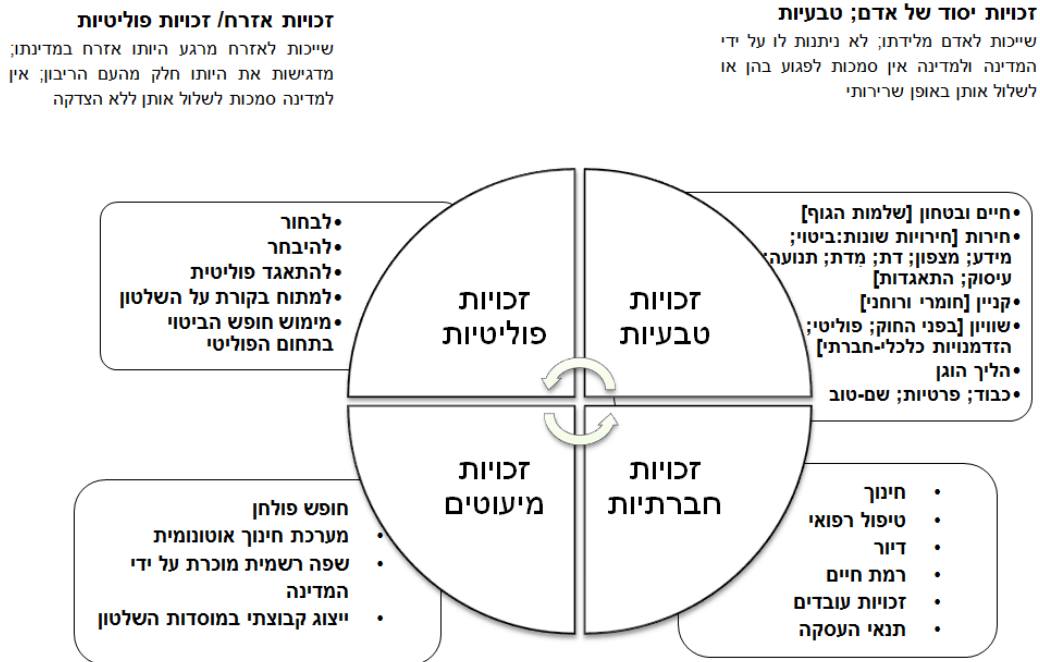 זכויות יסוד של אדם; טבעיות
שייכות לאדם מלידתו; לא ניתנות לו על ידי
המדינה ולמדינה אין סמכות לפגוע בהן או
לשלול אותן באופן שרירותי
זכויות אזרח/ זכויות פוליטיות
שייכות לאזרח מרגע היותו אזרח במדינתו;
מדגישות את היותו חלק מהעם הריבון; אין
למדינה סמכות לשלול אותן ללא הצדקה
•חיים ובטחון [שלמות הגוף]
•חירות [חירויות שונות:ביטוי;
מידע; מצפון; דת; מִדת; תנועה;
עיסוק; התאגדות]
•קניין [חומרי ורוחני]
•שוויון [בפני החוק; פוליטי;
הזדמנויות כלכלי-חברתי]
•הליך הוגן
•כבוד; פרטיות; שם-טוב
זכויות
טבעיות
זכויות
פוליטיות
•לבחור
•להיבחר
•להתאגד פוליטית
•למתוח בקורת על השלטון
•מימוש חופש הביטוי
בתחום הפוליטי
• חינוך
• טיפול רפואי
• דיור
• רמת חיים
• זכויות עובדים
• תנאי העסקה
זכויות
חברתיות
זכויות
מיעוטים
חופש פולחן
• מערכת חינוך אוטונומית
• שפה רשמית מוכרת על ידי
המדינה
• ייצוג קבוצתי במוסדות השלטון